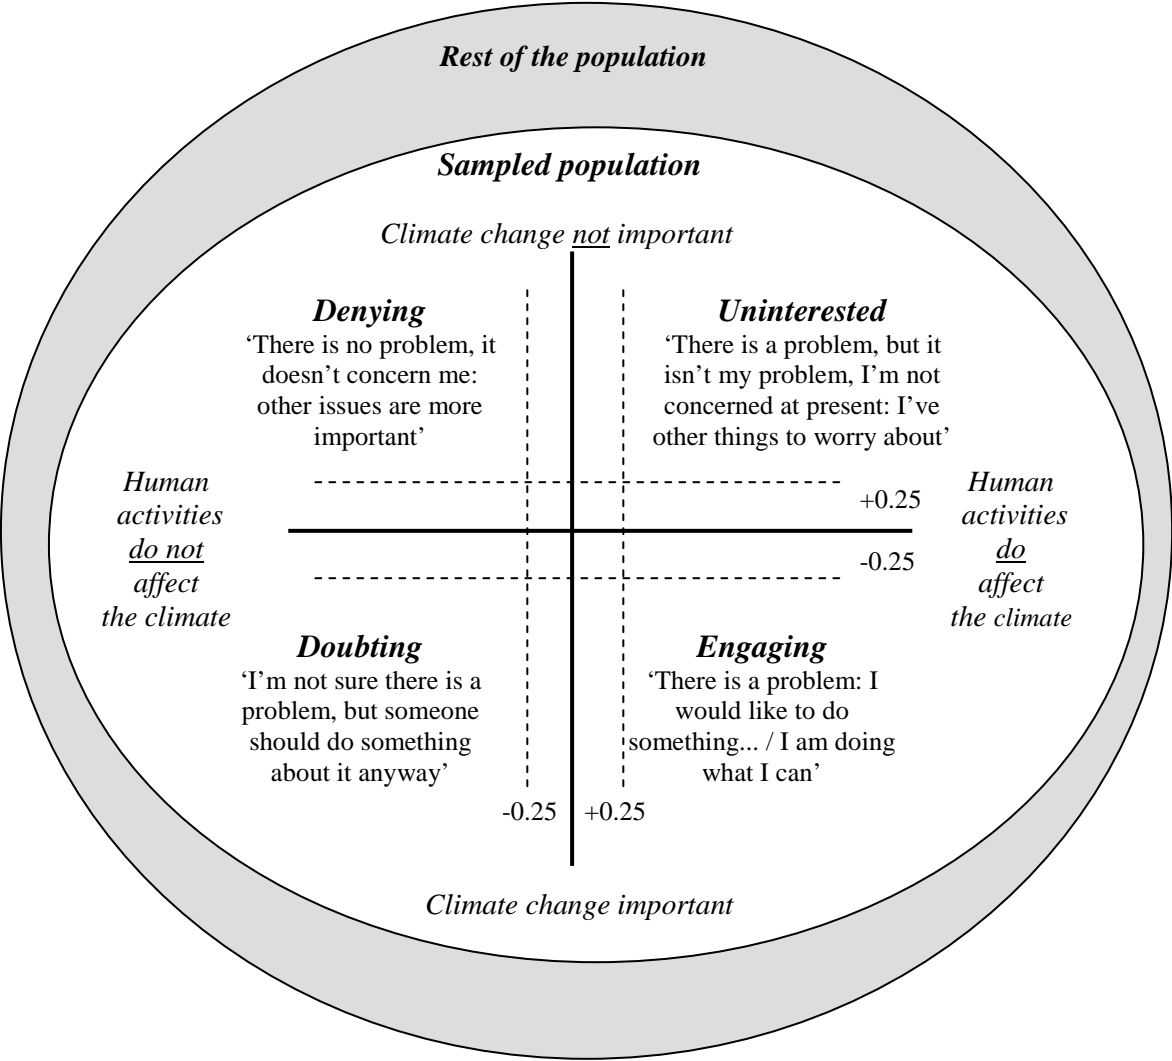 Rest of the population
Sampled population
Climate change not important
Denying
‘There is no problem, it
doesn’t concern me:
other issues are more
important’
Uninterested
‘There is a problem, but it
isn’t my problem, I’m not
concerned at present: I’ve
other things to worry about’
Human
activities
do not
affect
the climate
+0.25
-0.25
Human
activities
do
affect
the climate
Doubting
‘I’m not sure there is a
problem, but someone
should do something
about it anyway’
Engaging
‘There is a problem: I
would like to do
something... / I am doing
what I can’
-0.25
+0.25
Climate change important